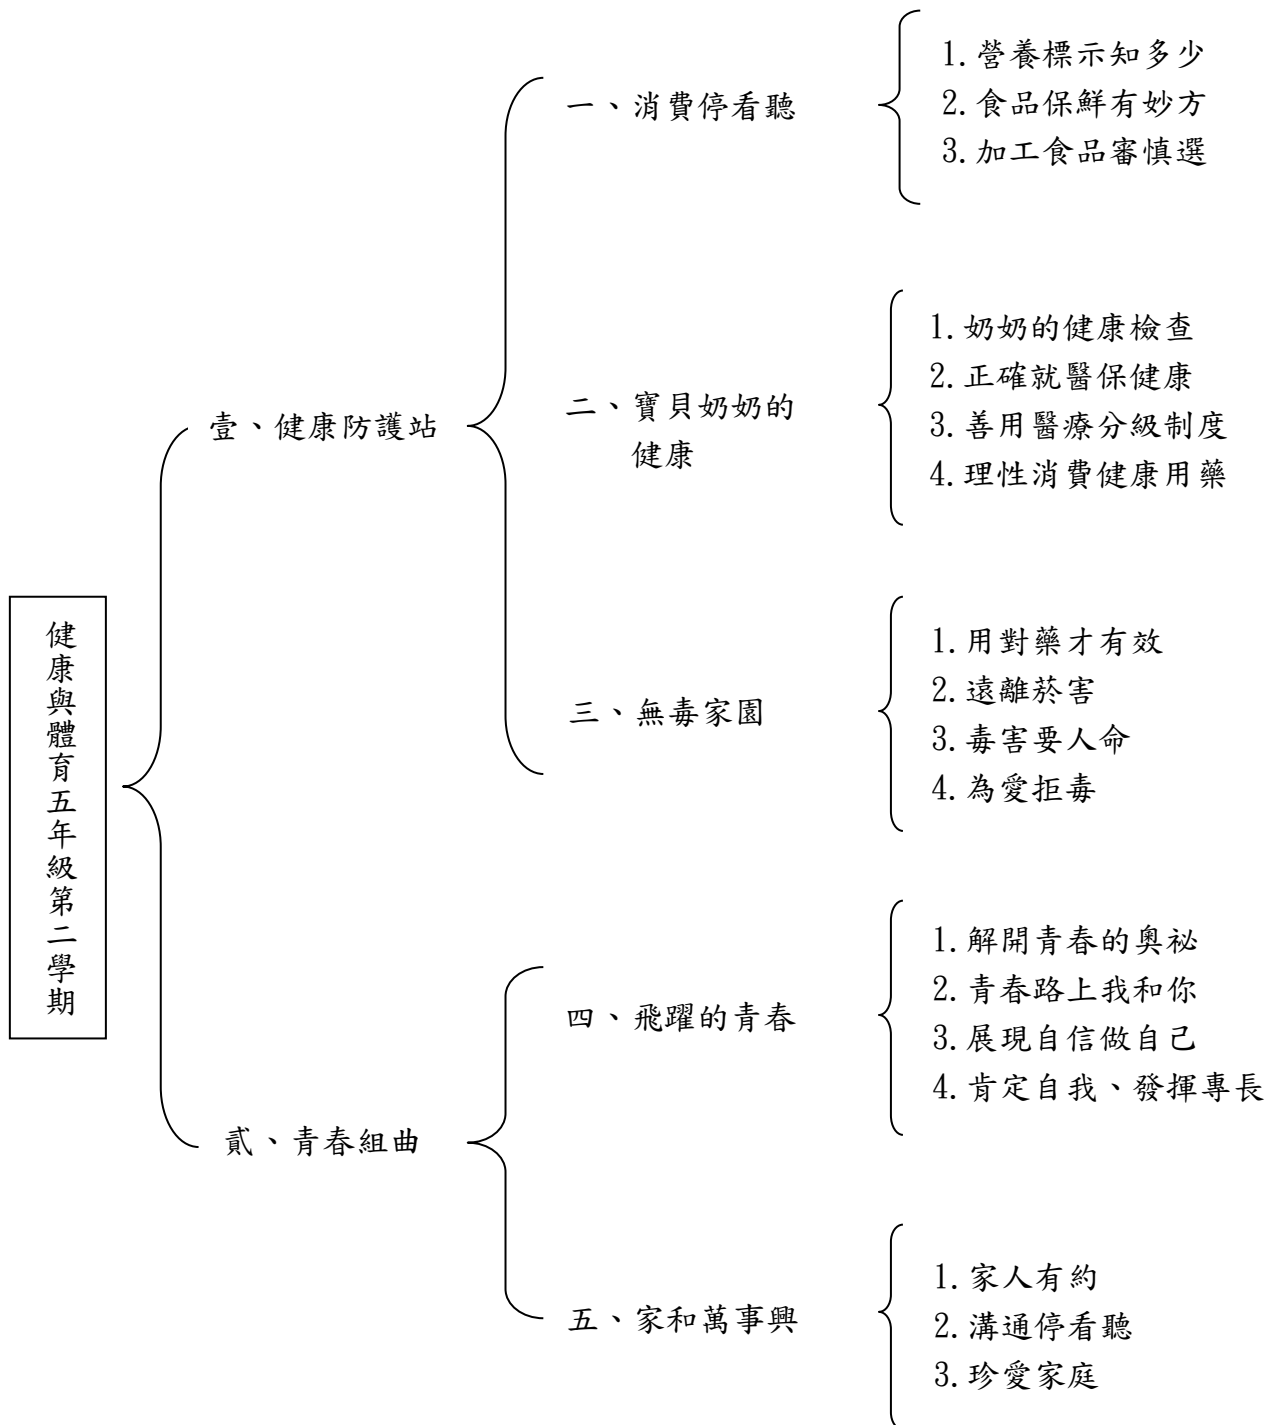 健康與體育五年級第二學期
壹、健康防護站
一、消費停看聽
1.營養標示知多少
2.食品保鮮有妙方
3.加工食品審慎選
二、寶貝奶奶的
健康
1.奶奶的健康檢查
2.正確就醫保健康
3.善用醫療分級制度
4.理性消費健康用藥
三、無毒家園
1.用對藥才有效
2.遠離菸害
3.毒害要人命
4.為愛拒毒
貳、青春組曲
四、飛躍的青春
1.解開青春的奧祕
2.青春路上我和你
3.展現自信做自己
4.肯定自我、發揮專長
五、家和萬事興
1.家人有約
2.溝通停看聽
3.珍愛家庭